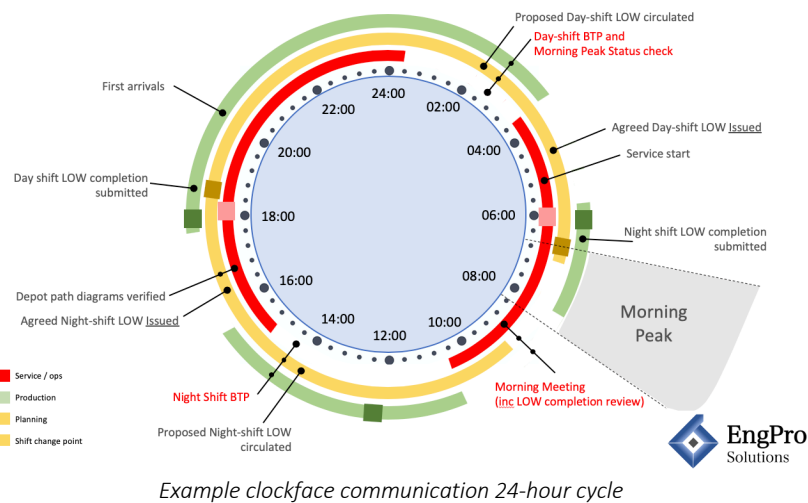 Proposed Day-shift LOW circulated
Day-shift BTP and
Morning Peak Status check
First arrivals
24:00
22:00
02:00
Agreed Day-shift LOW Issued
20:00
04:00
Service start
Day shift LOW completion
submitted
18:00
06:00
Night shift LOW completion
submitted
16:00
08:00
Depot path diagrams verified
Agreed Night-shift LOW Issued
14:00
10:00
12:00
Morning
Peak
Service / ops
Production
Planning
Shift change point
Night Shift BTP
Proposed Night-shift LOW
circulated
Morning Meeting
(inc LOW completion review)
EngPro
Solutions
Example clockface communication 24-hour cycle